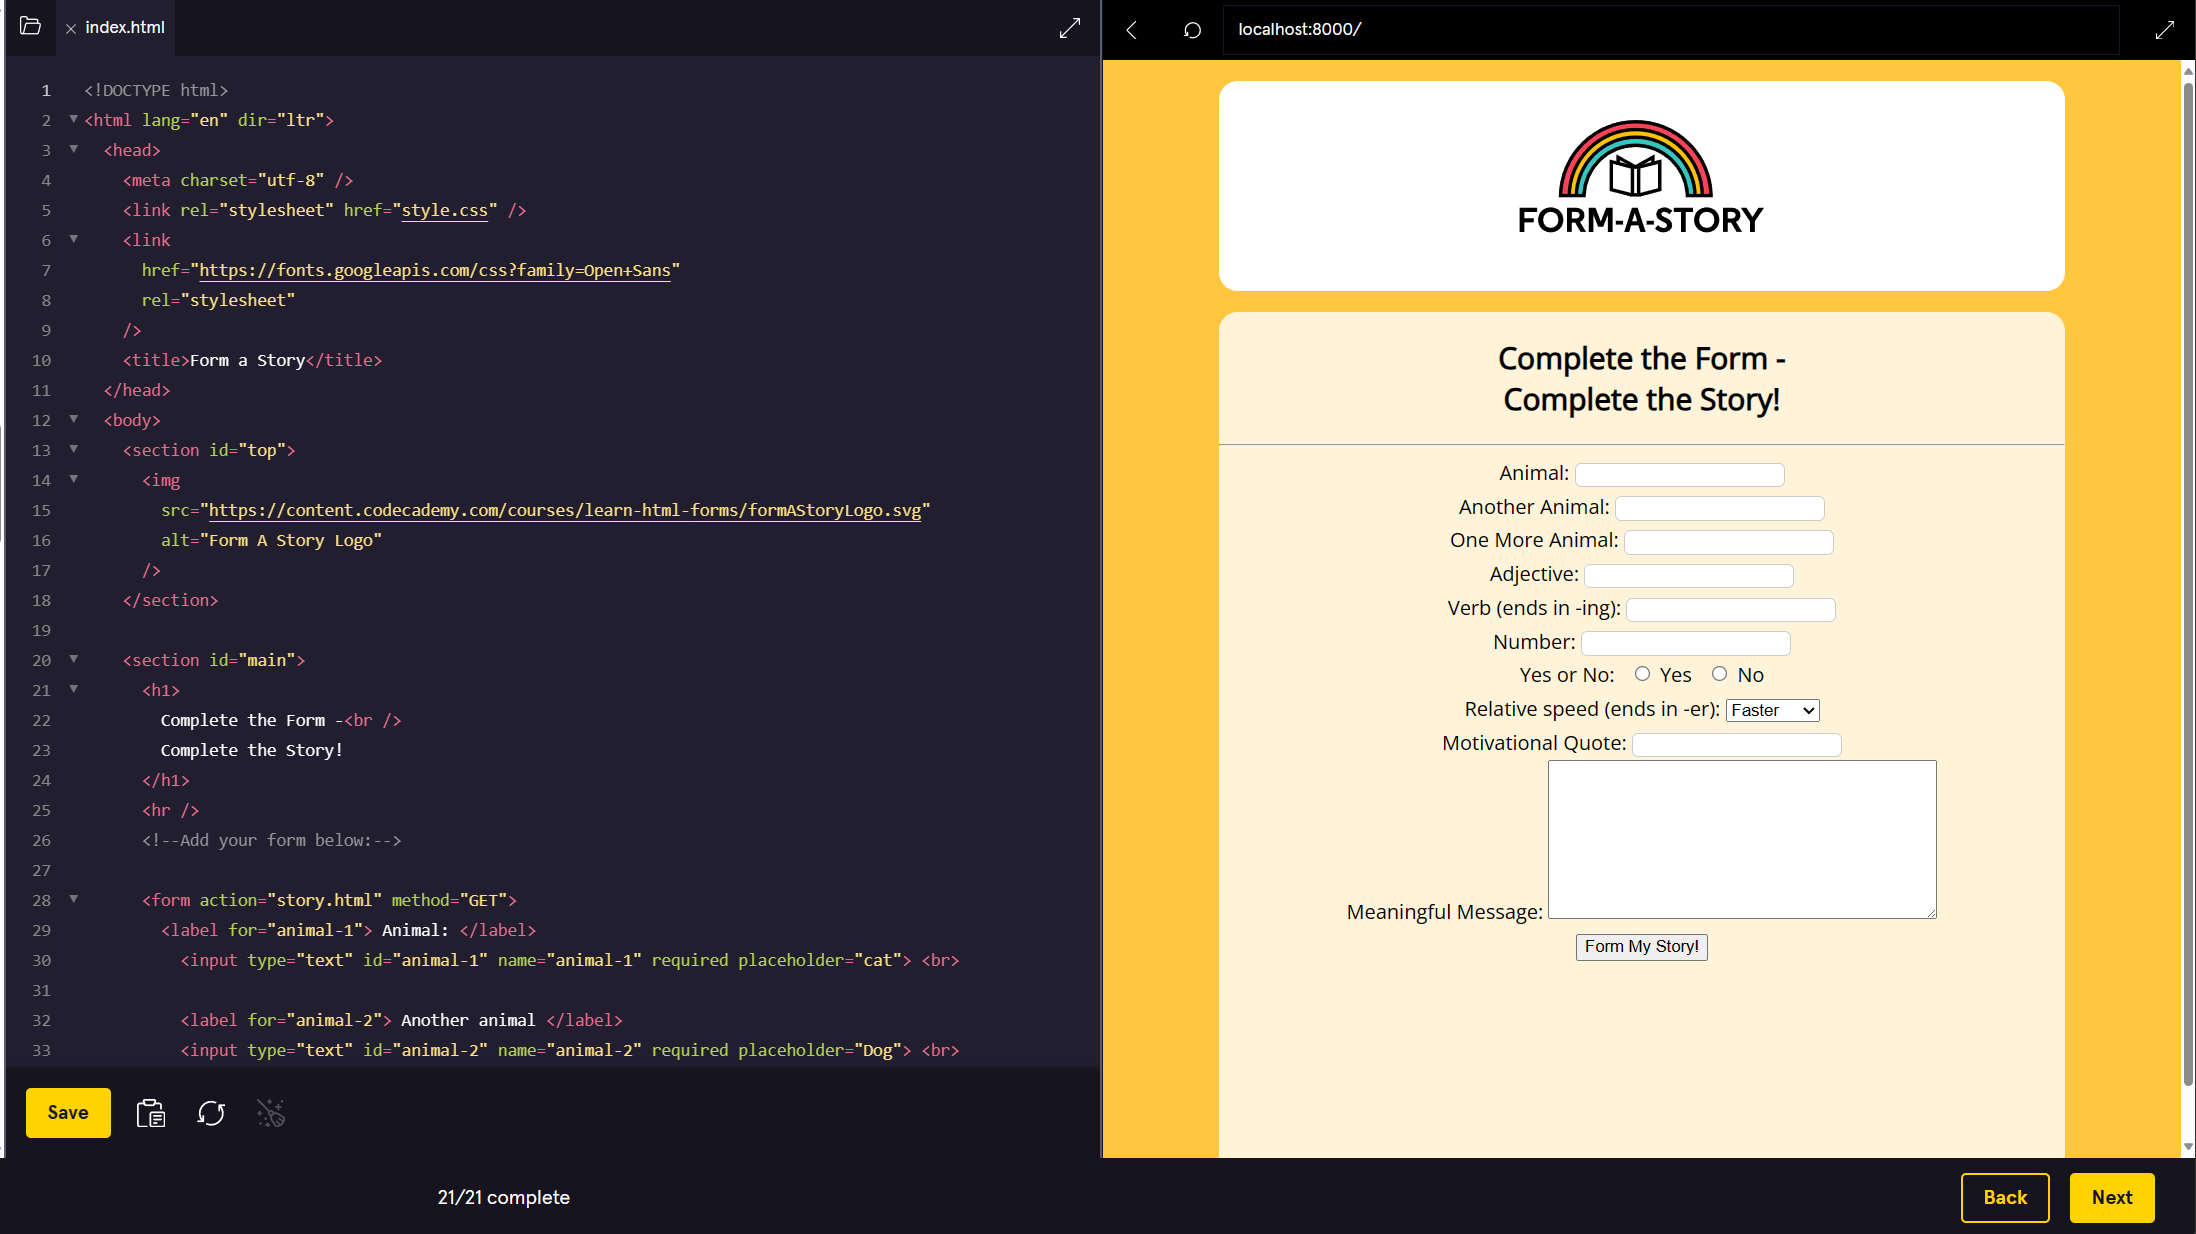 index.html
1 <!DOCTYPE html>
2 <html lang="en" dir="ltr">
3 <head>
4 <meta charset="utf-8" />
5 <link rel="stylesheet" href="style.css" />
6 <link
7 href="https://fonts.googleapis.com/css?family=Open+Sans"
8 rel="stylesheet"
9 />
10 <title>Form a Story</title>
11 </head>
12 <body>
13 <section id="top">
14 <img
15 src="https://content.codecademy.com/courses/learn-html-forms/formAStoryLogo.svg"
16 alt="Form A Story Logo"
17 />
18 </section>
19
20 <section id="main">
21 <h1>
22 Complete the Form -<br />
23 Complete the Story!
24 </h1>
25 <hr />
26 <!--Add your form below:-->
27
28 <form action="story.html" method="GET">
29 <label for="animal-1"> Animal: </label>
30 <input type="text" id="animal-1" name="animal-1" required placeholder="cat"> <br>
31
32 <label for="animal-2"> Another animal </label>
33 <input type="text" id="animal-2" name="animal-2" required placeholder="Dog"> <br>
Save
localhost:8000/
FORM-A-STORY
Complete the Form -
Complete the Story!
Animal:
Another Animal:
One More Animal:
Adjective:
Verb (ends in -ing):
Number:
Yes or No: Yes No
Relative speed (ends in -er): Faster
Motivational Quote:
Meaningful Message:
Form My Story!
21/21 complete
Back
Next